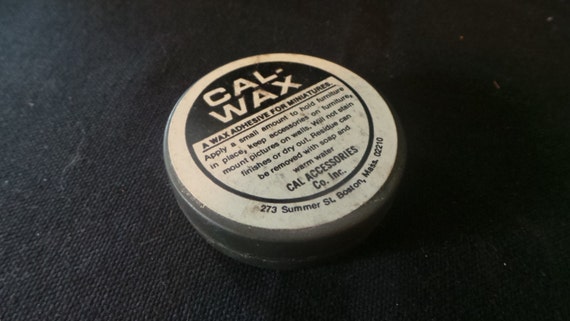 CAL-
WAX
A WAX ADHESIVE FOR MINIATURES.
Apply a small amount to hold furniture
in place, keep accessories on furniture,
mount pictures on walls. Will not stain
finishes or dry out. Residue can
be removed with soap and
warm water
CAL ACCESSORIES
Co. Inc.
273 Summer St. Boston, Mass. 02210